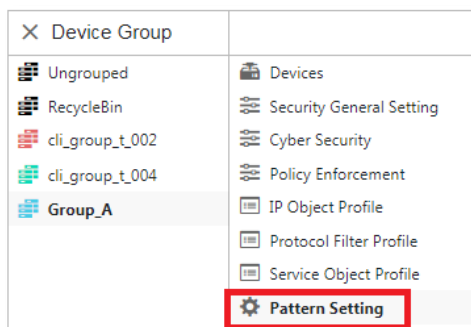 Device Group
Ungrouped
RecycleBin
cli_group_t_002
cli_group_t_004
Group_A
Devices
Security General Setting
Cyber Security
Policy Enforcement
IP Object Profile
Protocol Filter Profile
Service Object Profile
Pattern Setting